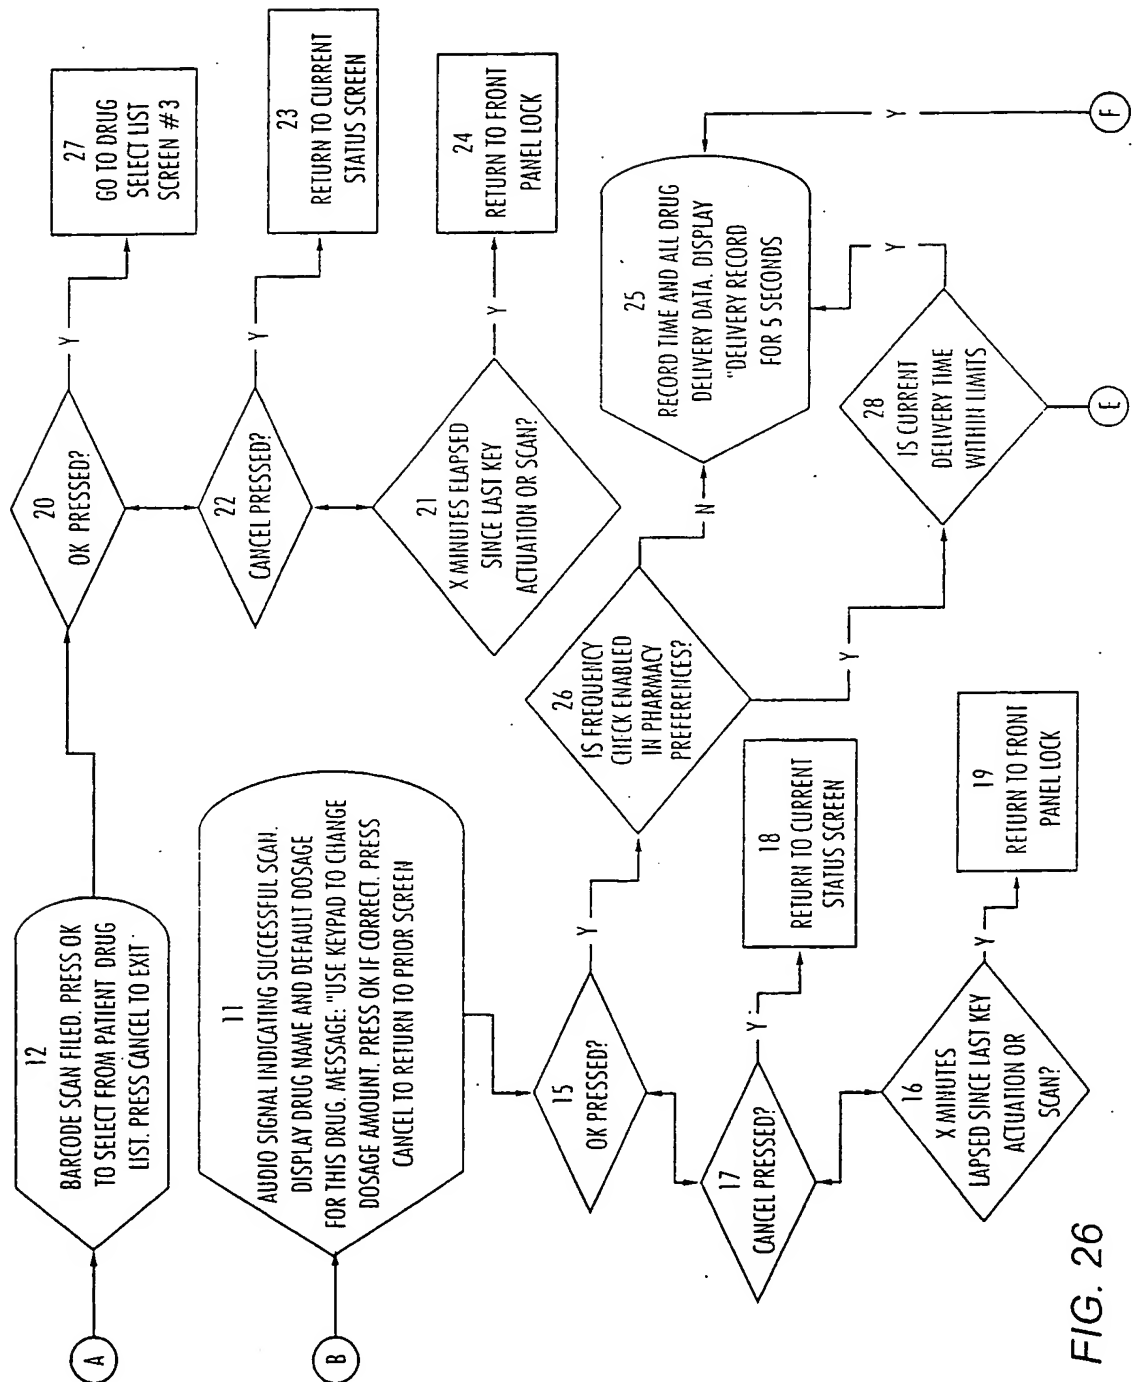 A
12
BARCODE SCAN FILED. PRESS OK
TO SELECT FROM PATIENT DRUG
LIST. PRESS CANCEL TO EXIT
20
OK PRESSED?
Y
27
GO TO DRUG
SELECT LIST
SCREEN #3
22
CANCEL PRESSED?
Y
23
RETURN TO CURRENT
STATUS SCREEN
21
X MINUTES ELAPSED
SINCE LAST KEY
ACTUATION OR SCAN?
Y
24
RETURN TO FRONT
PANEL LOCK
B
11
AUDIO SIGNAL INDICATING SUCCESSFUL SCAN.
DISPLAY DRUG NAME AND DEFAULT DOSAGE
FOR THIS DRUG. MESSAGE: "USE KEYPAD TO CHANGE
DOSAGE AMOUNT. PRESS OK IF CORRECT. PRESS
CANCEL TO RETURN TO PRIOR SCREEN
15
OK PRESSED?
Y
26
IS FREQUENCY
CHECK ENABLED
IN PHARMACY
PREFERENCES?
N
Y
25
RECORD TIME AND ALL DRUG
DELIVERY DATA. DISPLAY
"DELIVERY RECORD
FOR 5 SECONDS
Y
F
17
CANCEL PRESSED?
Y
18
RETURN TO CURRENT
STATUS SCREEN
28
IS CURRENT
DELIVERY TIME
WITHIN LIMITS
Y
E
16
X MINUTES
LAPSED SINCE LAST KEY
ACTUATION OR
SCAN?
Y
19
RETURN TO FRONT
PANEL LOCK
FIG. 26